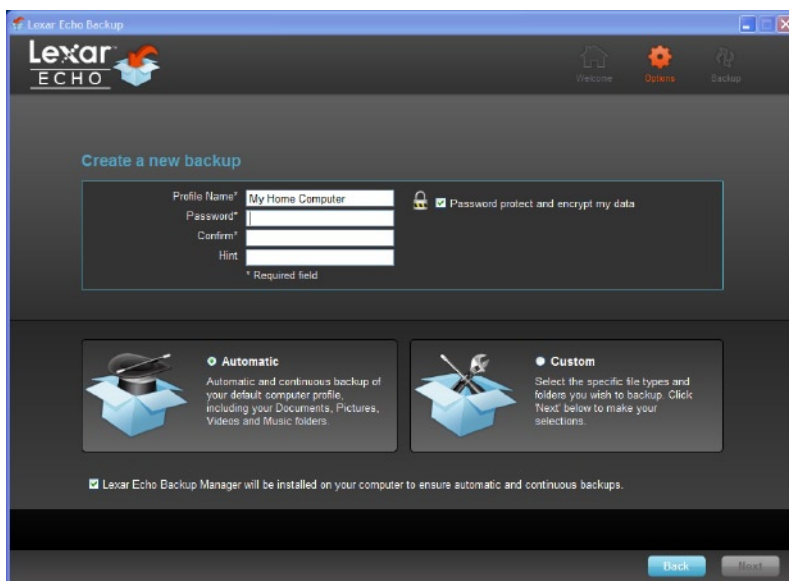 Lexar Echo Backup
Lexar
ECHO
Welcome
Options
Backup
Create a new backup
Profile Name*
My Home Computer
Password protect and encrypt my data
Password*
Confirm*
Hint
* Required field
Automatic
Automatic and continuous backup of
your default computer profile,
including your Documents, Pictures,
Videos and Music folders.
Custom
Select the specific file types and
folders you wish to backup. Click
'Next' below to make your
selections.
Lexar Echo Backup Manager will be installed on your computer to ensure automatic and continuous backups.
Back
Next